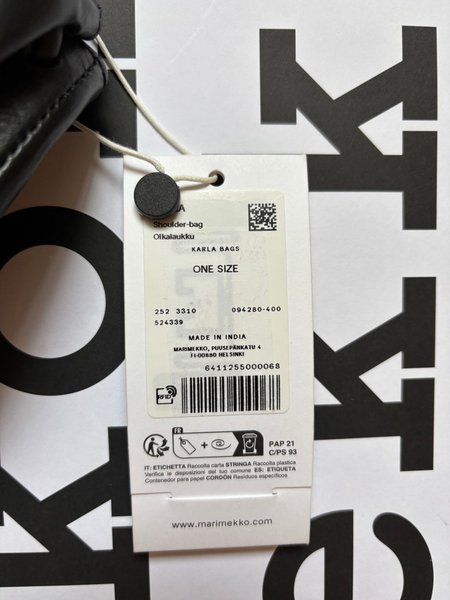 Shoulder-bag
Olkalaukku
KARLA BAGS
ONE SIZE
252 3310 094280-400
524339
MADE IN INDIA
MARIMEKKO, PUUSEPÄNKATU 4
FI-00880 HELSINKI
6411255000068
RFID
FR
+
PAP 21
C/PS 93
IT: ETICHETTA Raccolta carta STRINGA Raccolta plastica
Verifica le disposizioni del tuo comune ES: ETIQUETA
Contenedor para papel CORDÓN Residuos específicos
www.marimekko.com